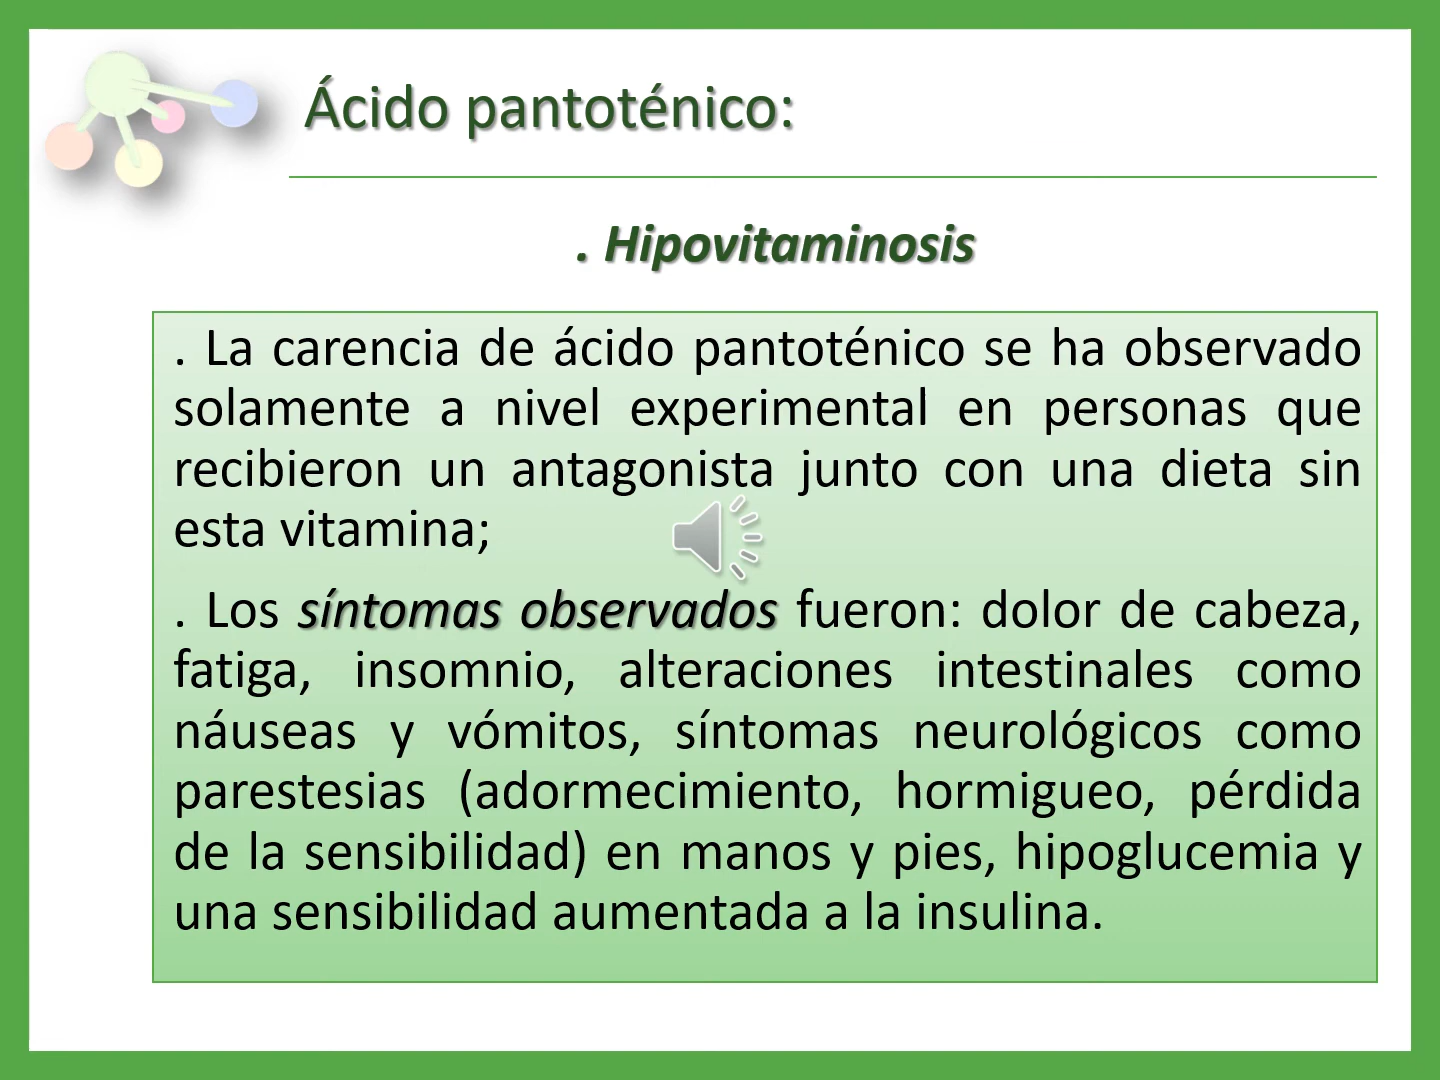 Ácido pantoténico:
. Hipovitaminosis
. La carencia de ácido pantoténico se ha observado
solamente a nivel experimental en personas que
recibieron un antagonista junto con una dieta sin
esta vitamina;
. Los síntomas observados fueron: dolor de cabeza,
fatiga, insomnio, alteraciones intestinales como
náuseas y vómitos, síntomas neurológicos como
parestesias (adormecimiento, hormigueo, pérdida
de la sensibilidad) en manos y pies, hipoglucemia y
una sensibilidad aumentada a la insulina.